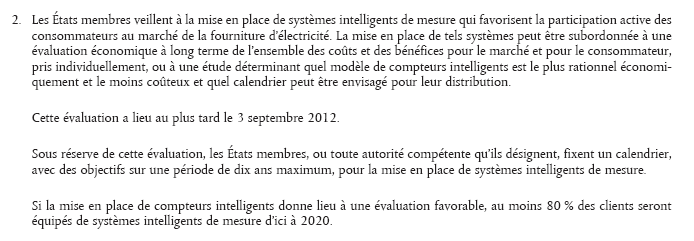 2. Les États membres veillent à la mise en place de systèmes intelligents de mesure qui favorisent la participation active des
consommateurs au marché de la fourniture d'électricité. La mise en place de tels systèmes peut être subordonnée à une
évaluation économique à long terme de l'ensemble des coûts et des bénéfices pour le marché et pour le consommateur,
pris individuellement, ou à une étude déterminant quel modèle de compteurs intelligents est le plus rationnel économi-
quement et le moins coûteux et quel calendrier peut être envisagé pour leur distribution.
Cette évaluation a lieu au plus tard le 3 septembre 2012.
Sous réserve de cette évaluation, les États membres, ou toute autorité compétente qu'ils désignent, fixent un calendrier,
avec des objectifs sur une période de dix ans maximum, pour la mise en place de systèmes intelligents de mesure.
Si la mise en place de compteurs intelligents donne lieu à une évaluation favorable, au moins 80 % des clients seront
équipés de systèmes intelligents de mesure d'ici à 2020.